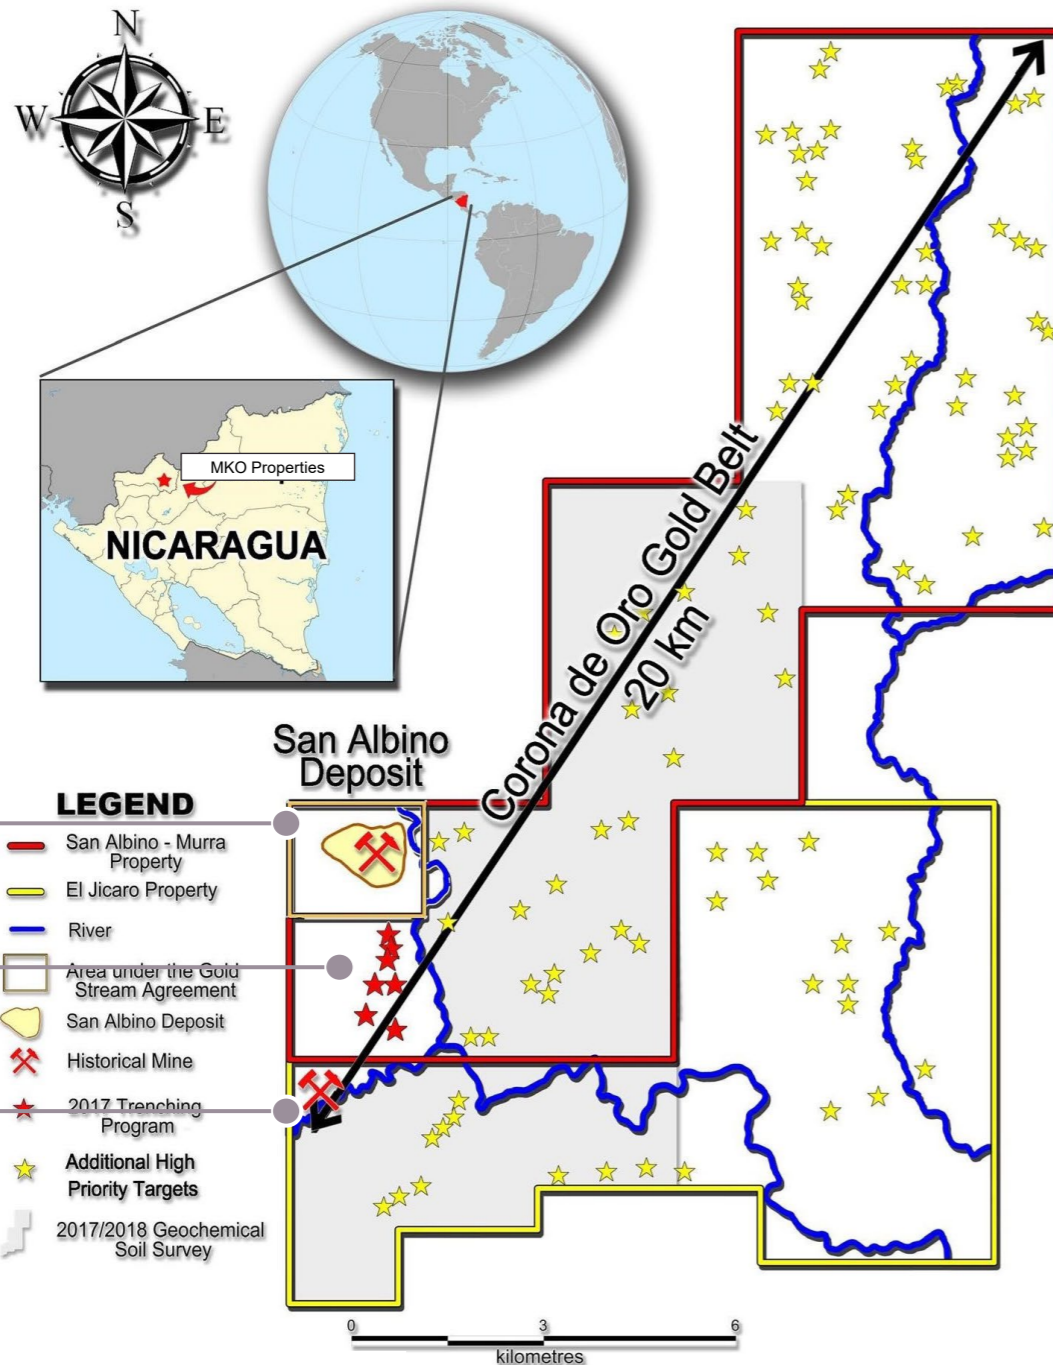 N
W
E
S
MKO Properties
NICARAGUA
Corona de Oro Gold Belt
20 km
San Albino
Deposit
LEGEND
San Albino - Murra
Property
El Jicaro Property
River
Area under the Gold
Stream Agreement
San Albino Deposit
Historical Mine
2017 Trenching
Program
Additional High
Priority Targets
2017/2018 Geochemical
Soil Survey
0 3 6
kilometres